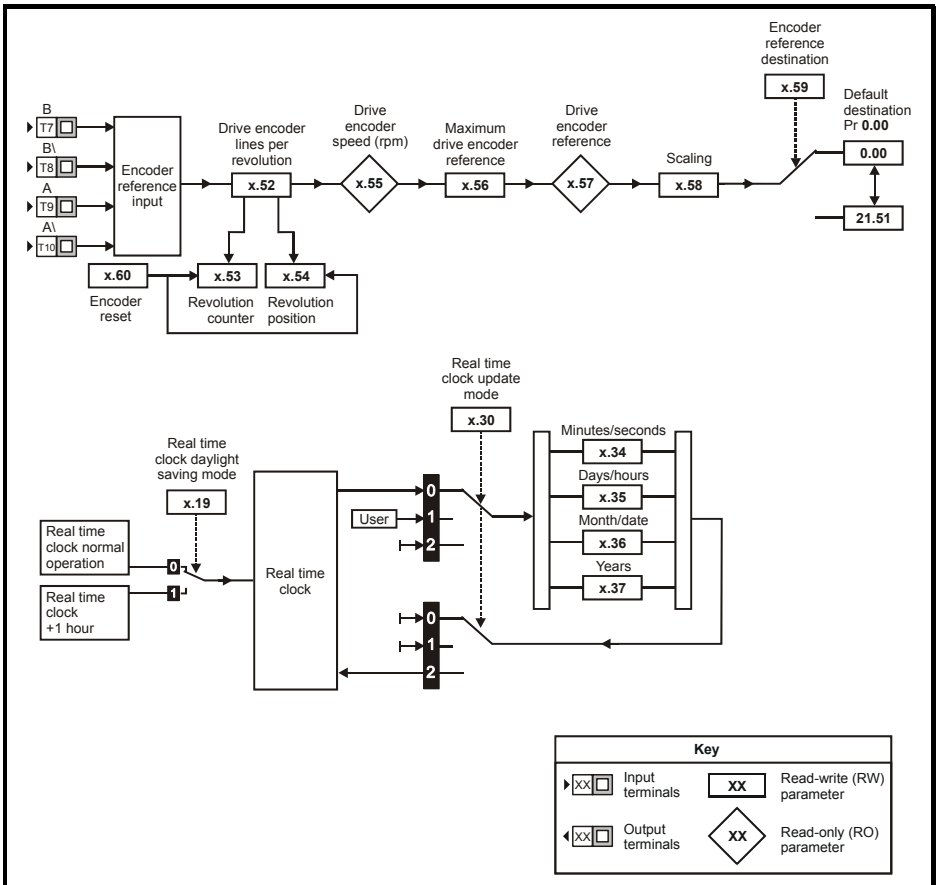 Encoder
reference
destination
x.59
Default
destination
Pr 0.00
0.00
21.51
B
T7
B\
T8
A
T9
A\
T10
Encoder
reference
input
Drive encoder
lines per
revolution
x.52
Drive
encoder
speed (rpm)
x.55
Maximum
drive encoder
reference
x.56
Drive
encoder
reference
x.57
Scaling
x.58
x.60
Encoder
reset
x.53
Revolution
counter
x.54
Revolution
position
Real time
clock update
mode
x.30
Real time
clock daylight
saving mode
x.19
Real time
clock normal
operation
0
Real time
clock
+1 hour
1
Real time
clock
0
User
1
2
0
1
2
Minutes/seconds
x.34
Days/hours
x.35
Month/date
x.36
Years
x.37
Key
XX
Input
terminals
XX
Read-write (RW)
parameter
XX
Output
terminals
XX
Read-only (RO)
parameter